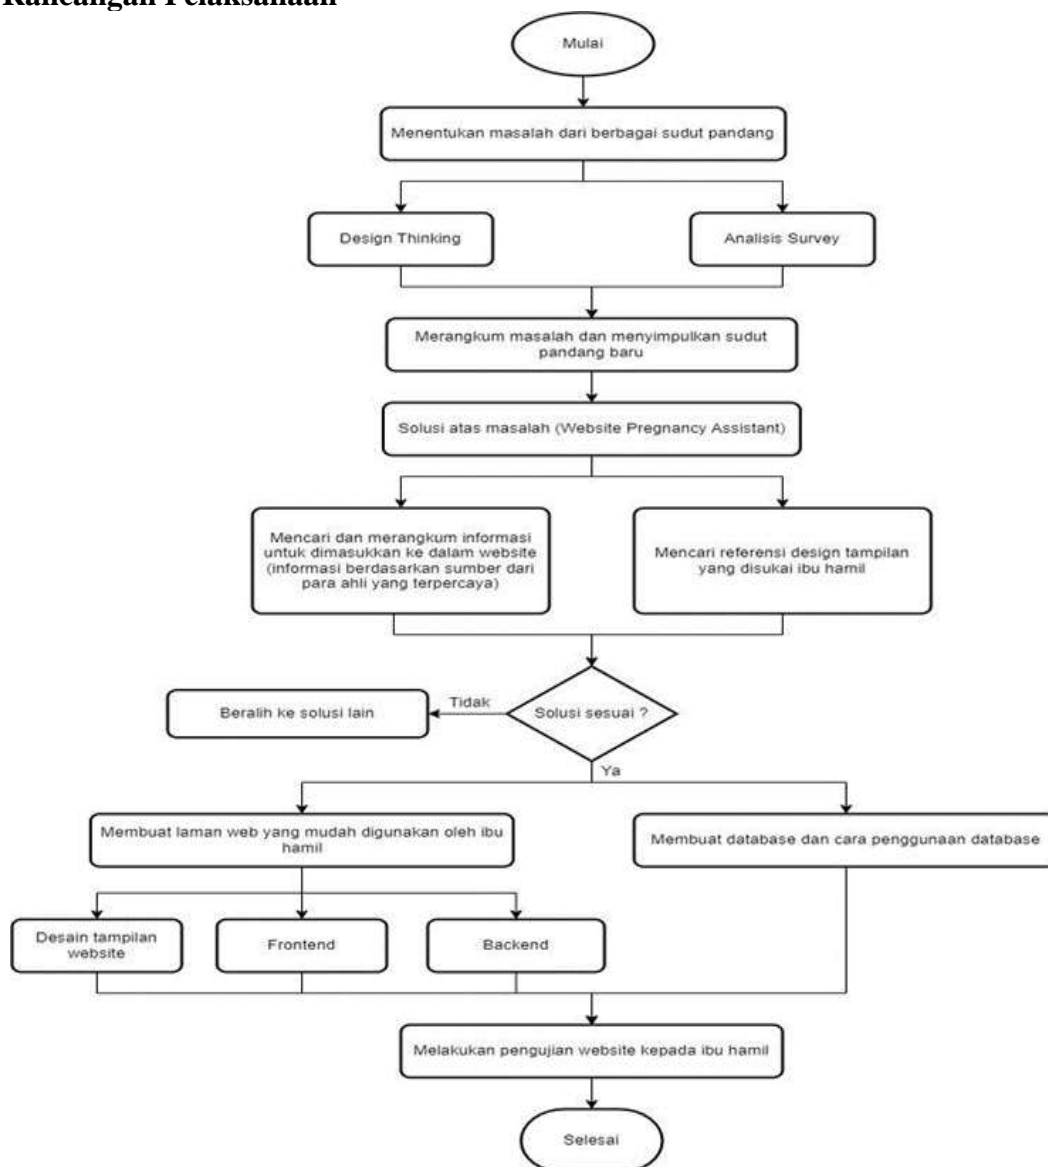 Rancangan Pelaksanaan
Mulai
Menentukan masalah dari berbagai sudut pandang
Design Thinking
Analisis Survey
Merangkum masalah dan menyimpulkan sudut
pandang baru
Solusi atas masalah (Website Pregnancy Assistant)
Mencari dan merangkum informasi
untuk dimasukkan ke dalam website
(informasi berdasarkan sumber dari
para ahli yang terpercaya)
Mencari referensi design tampilan
yang disukai ibu hamil
Solusi sesuai ?
Tidak
Beralih ke solusi lain
Ya
Membuat laman web yang mudah digunakan oleh ibu
hamil
Membuat database dan cara penggunaan database
Desain tampilan
website
Frontend
Backend
Melakukan pengujian website kepada ibu hamil
Selesai